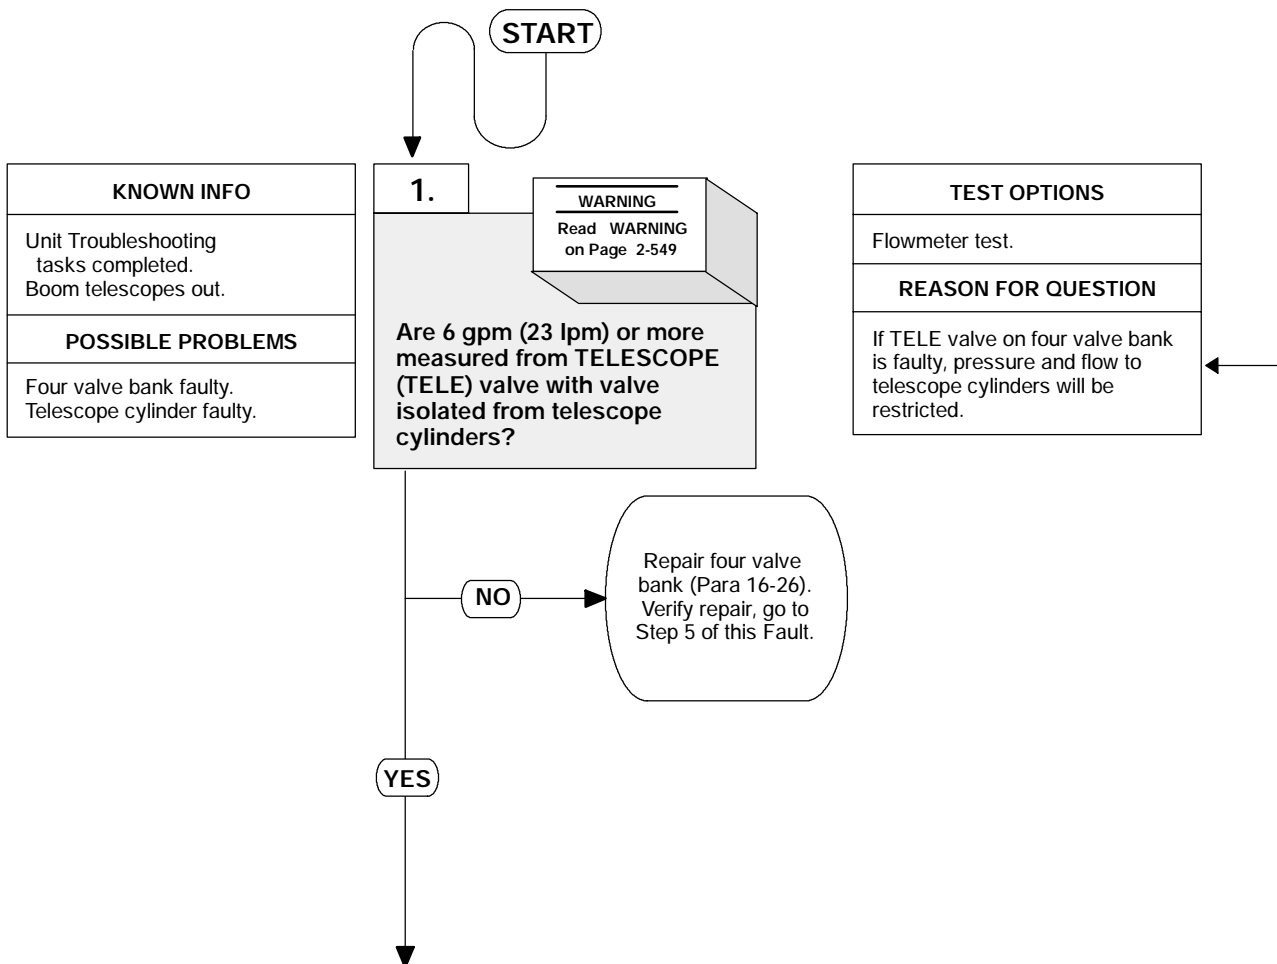 START
KNOWN INFO
Unit Troubleshooting
tasks completed.
Boom telescopes out.
POSSIBLE PROBLEMS
Four valve bank faulty.
Telescope cylinder faulty.
1.
WARNING
Read WARNING
on Page 2-549
Are 6 gpm (23 lpm) or more
measured from TELESCOPE
(TELE) valve with valve
isolated from telescope
cylinders?
TEST OPTIONS
Flowmeter test.
REASON FOR QUESTION
If TELE valve on four valve bank
is faulty, pressure and flow to
telescope cylinders will be
restricted.
NO
Repair four valve
bank (Para 16-26).
Verify repair, go to
Step 5 of this Fault.
YES